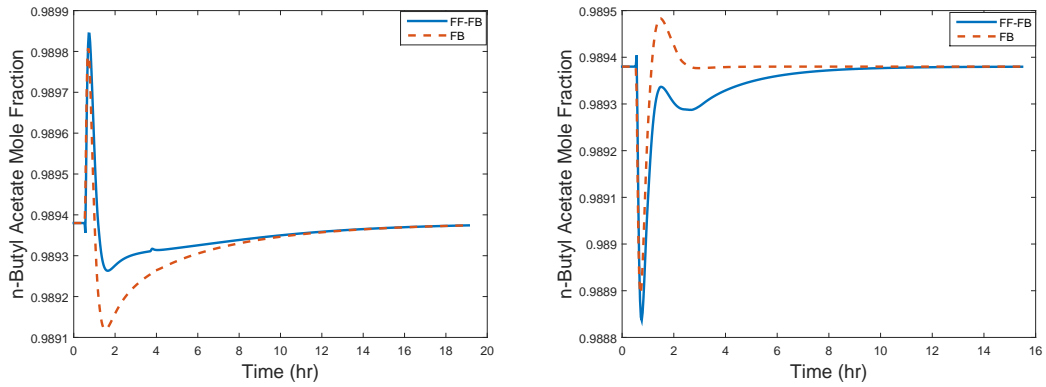 0.9899
0.9898
0.9897
0.9896
0.9895
0.9894
0.9893
0.9892
0.9891
n-Butyl Acetate Mole Fraction
FF-FB
FB
0 2 4 6 8 10 12 14 16 18 20
Time (hr)
0.9895
0.9894
0.9893
0.9892
0.9891
0.989
0.9889
0.9888
n-Butyl Acetate Mole Fraction
FF-FB
FB
0 2 4 6 8 10 12 14 16
Time (hr)